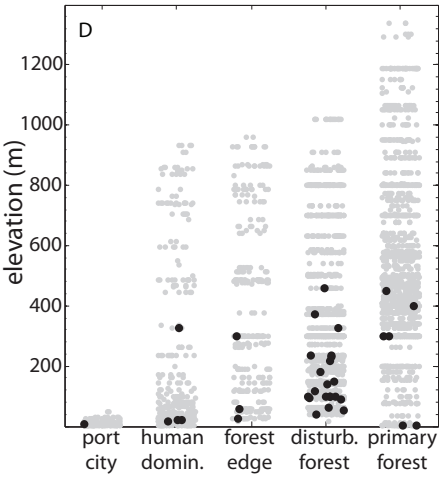 D
1200
1000
800
600
400
200
elevation (m)
port city
human domin.
forest edge
disturb. forest
primary forest